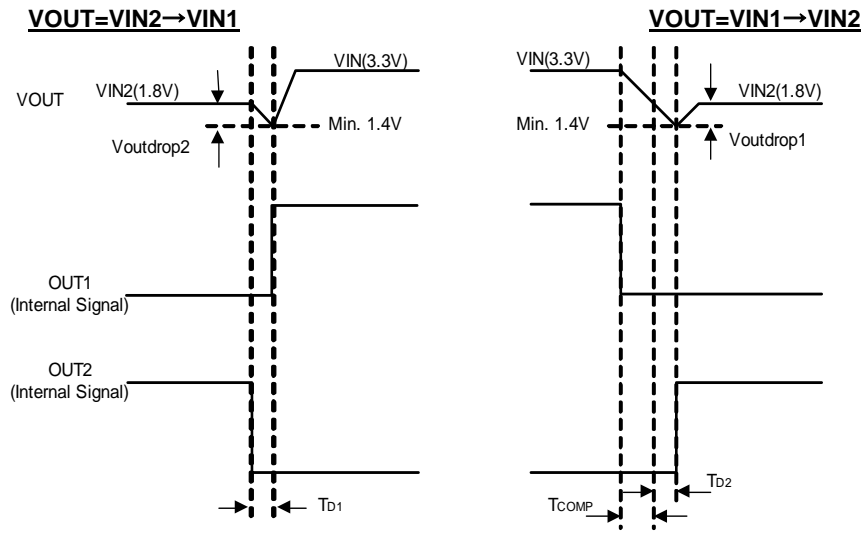 VOUT=VIN2→VIN1
VOUT=VIN1→VIN2
VOUT
VIN2(1.8V)
VIN(3.3V)
Min. 1.4V
Voutdrop2
VIN(3.3V)
VIN2(1.8V)
Min. 1.4V
Voutdrop1
OUT1
(Internal Signal)
OUT2
(Internal Signal)
TD1
TCOMP
TD2